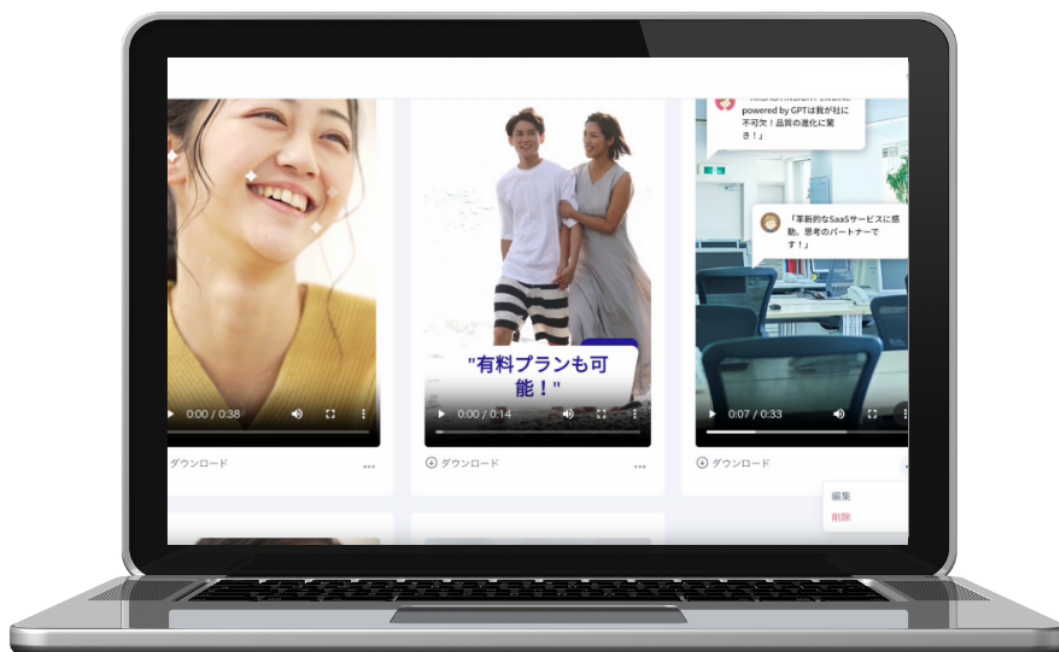 powered by GPTは我が社に
不可欠！品質の進化に驚
き！」
「革新的なSaaSサービスに感
動。思考のパートナーで
す！」
"有料プランも可
能！"
0:00 / 0:38
0:00 / 0:14
0:07 / 0:33
ダウンロード
ダウンロード
ダウンロード
編集
削除